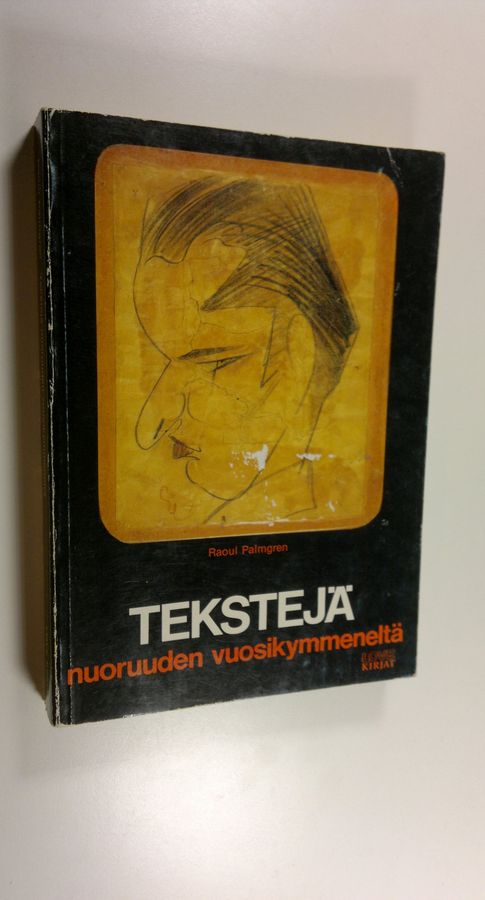 Raoul Palmgren
TEKSTEJÄ
nuoruuden vuosikymmeneltä
KIRJAT